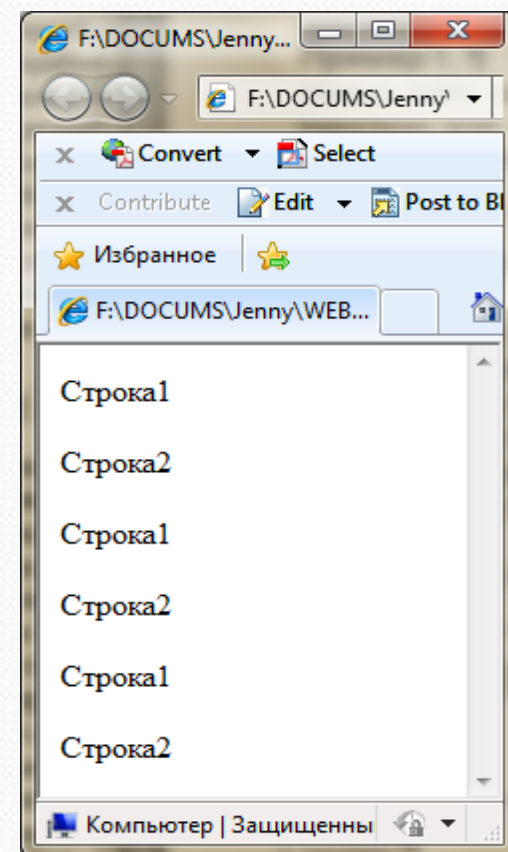 F:\DOCUMS\Jenny...
F:\DOCUMS\Jenny\
Convert Select
Contribute Edit Post to Bl
Избранное
F:\DOCUMS\Jenny\WEB...
Строка1
Строка2
Строка1
Строка2
Строка1
Строка2
Компьютер | Защищенны